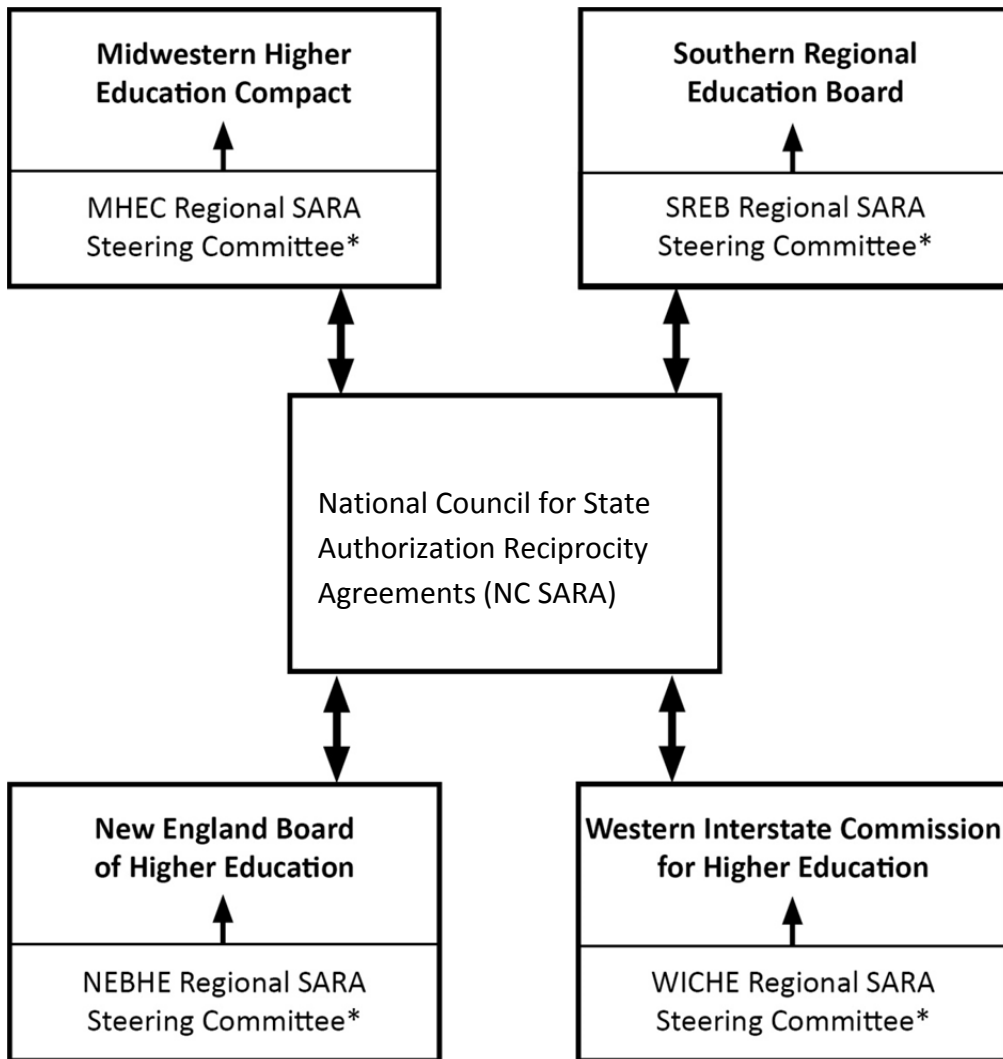 Midwestern Higher
Education Compact
MHEC Regional SARA
Steering Committee*
Southern Regional
Education Board
SREB Regional SARA
Steering Committee*
National Council for State
Authorization Reciprocity
Agreements (NC SARA)
New England Board
of Higher Education
NEBHE Regional SARA
Steering Committee*
Western Interstate Commission
for Higher Education
WICHE Regional SARA
Steering Committee*